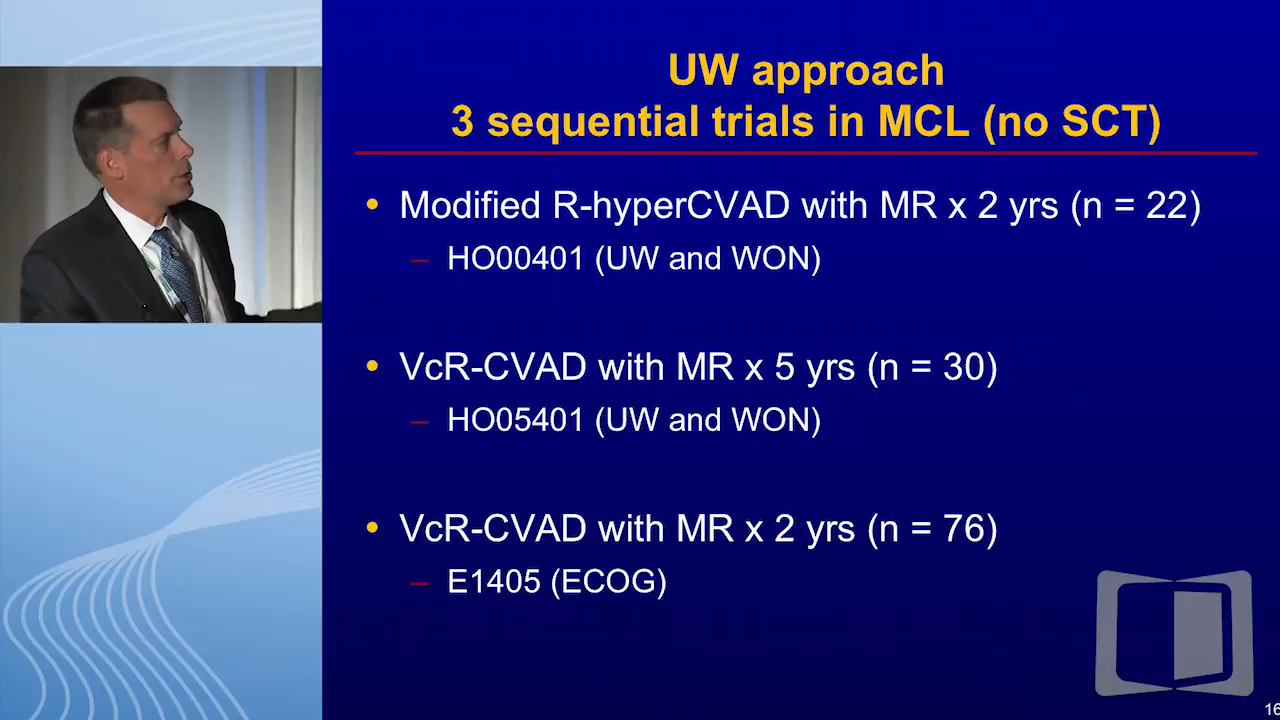 UW approach
3 sequential trials in MCL (no SCT)
• Modified R-hyperCVAD with MR x 2 yrs (n = 22)
– HO00401 (UW and WON)
• VcR-CVAD with MR x 5 yrs (n = 30)
– HO05401 (UW and WON)
• VcR-CVAD with MR x 2 yrs (n = 76)
– E1405 (ECOG)
16